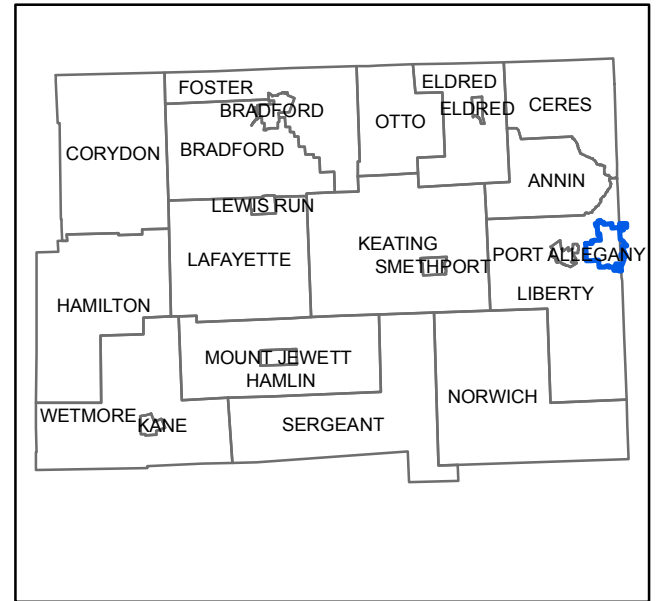 ELDRED
FOSTER
BRADFORD
ELDRED
CERES
OTTO
CORYDON
BRADFORD
ANNIN
LEWIS RUN
KEATING
PORT ALLEGANY
LAFAYETTE
SMETHPORT
LIBERTY
HAMILTON
MOUNT JEWETT
HAMLIN
NORWICH
WETMORE
KANE
SERGEANT